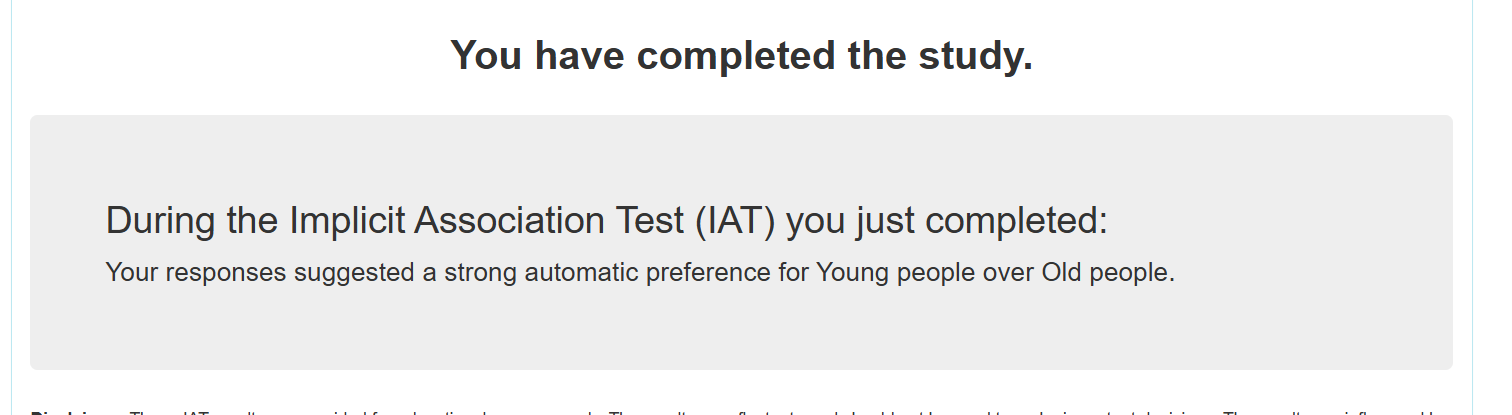 You have completed the study.
During the Implicit Association Test (IAT) you just completed:
Your responses suggested a strong automatic preference for Young people over Old people.